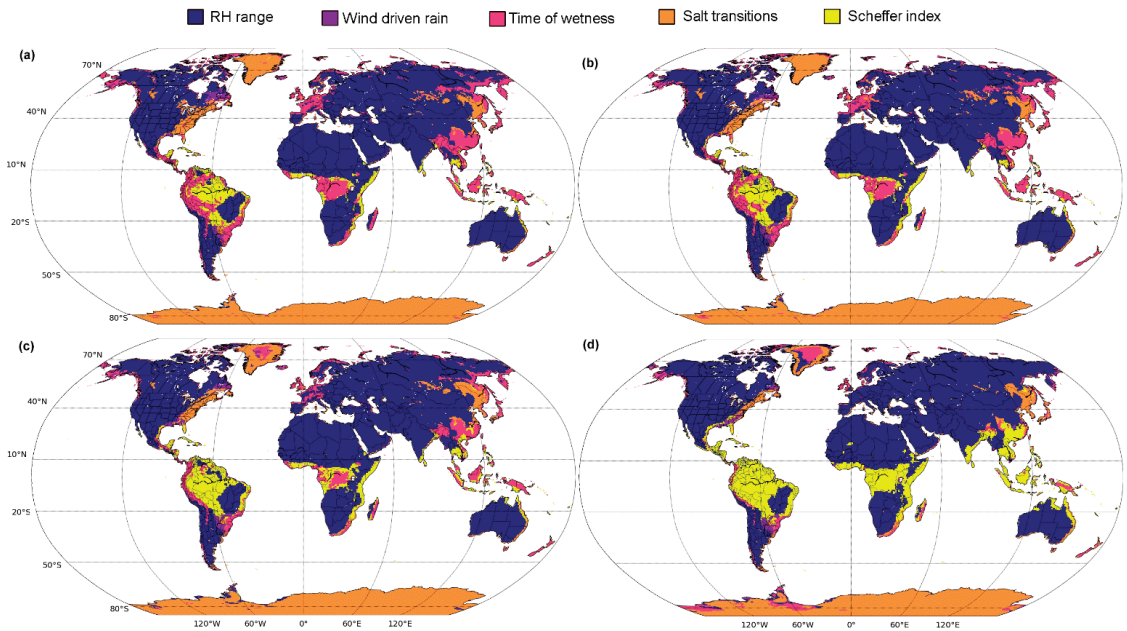 RH range Wind driven rain Time of wetness Salt transitions Scheffer index
(a) (b)
70°N
40°N
10°N
20°S
50°S
80°S
(c) (d)
70°N
40°N
10°N
20°S
50°S
80°S
120°W 60°W 0° 60°E 120°E 120°W 60°W 0° 60°E 120°E